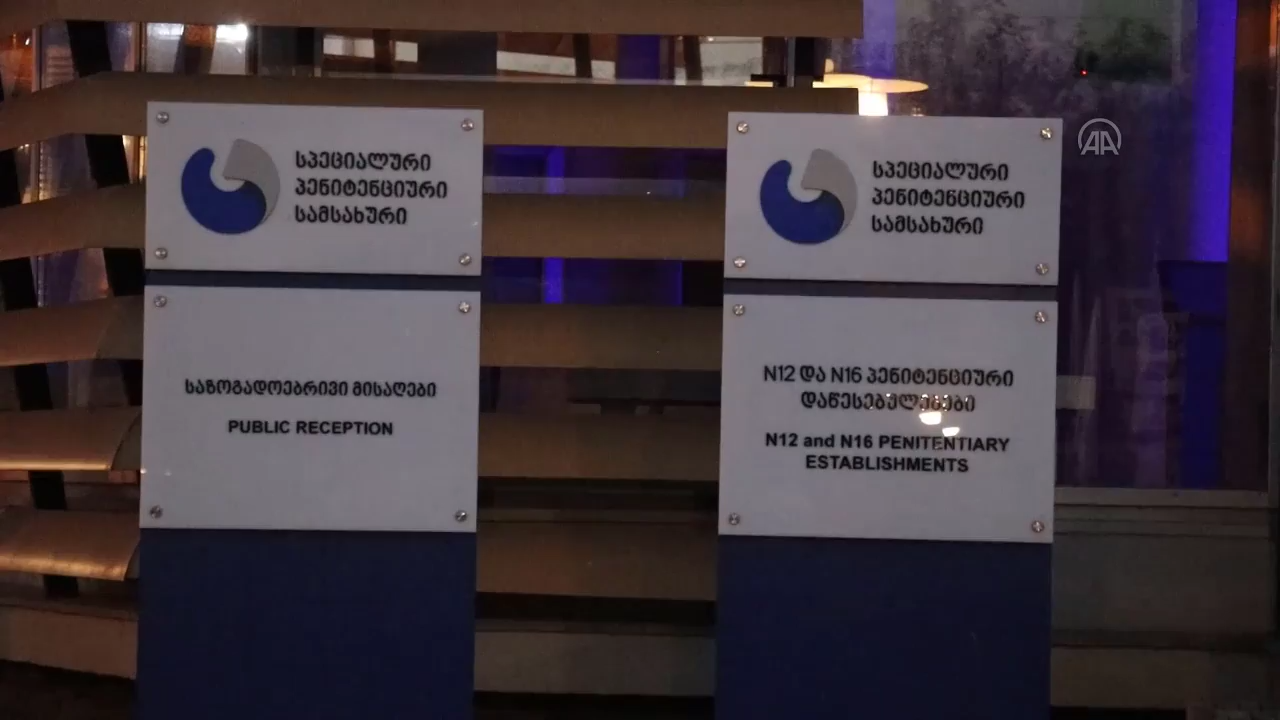 სპეციალური
პენიტენციური
სამსახური
საზოგადოებრივი მისაღები
PUBLIC RECEPTION
სპეციალური
პენიტენციური
სამსახური
N12 და N16 პენიტენციური
დაწესებულებები
N12 and N16 PENITENTIARY
ESTABLISHMENTS
AA